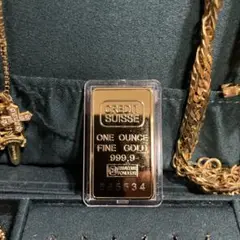 CREDIT
SUISSE
ONE OUNCE
FINE GOLD
999,9